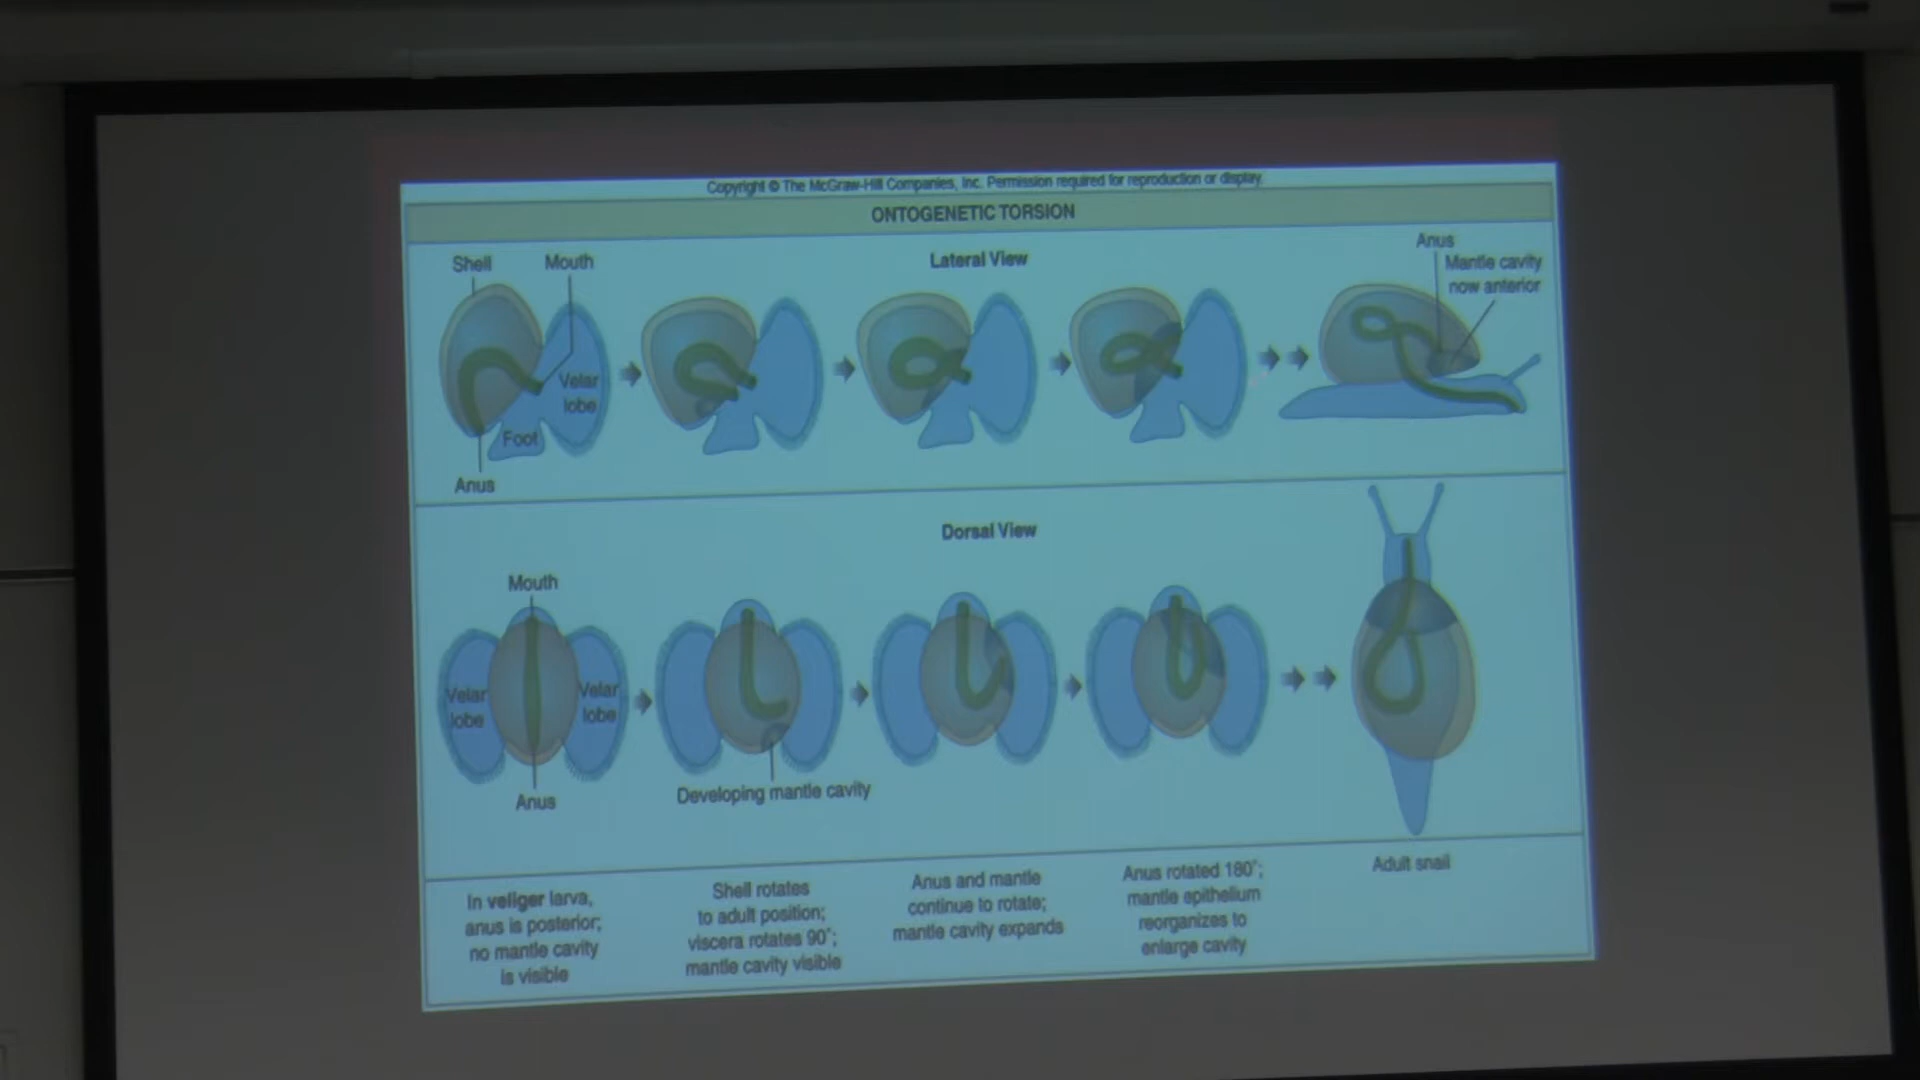 Copyright © The McGraw-Hill Companies, Inc. Permission required for reproduction or display.
ONTOGENETIC TORSION
Lateral View
Shell
Mouth
Velar
lobe
Foot
Anus
Anus
Mantle cavity
now anterior
Dorsal View
Mouth
Velar
lobe
Velar
lobe
Anus
Developing mantle cavity
In veliger larva,
anus is posterior;
no mantle cavity
is visible
Shell rotates
to adult position;
viscera rotates 90°;
mantle cavity visible
Anus and mantle
continue to rotate;
mantle cavity expands
Anus rotated 180°;
mantle epithelium
reorganizes to
enlarge cavity
Adult snail